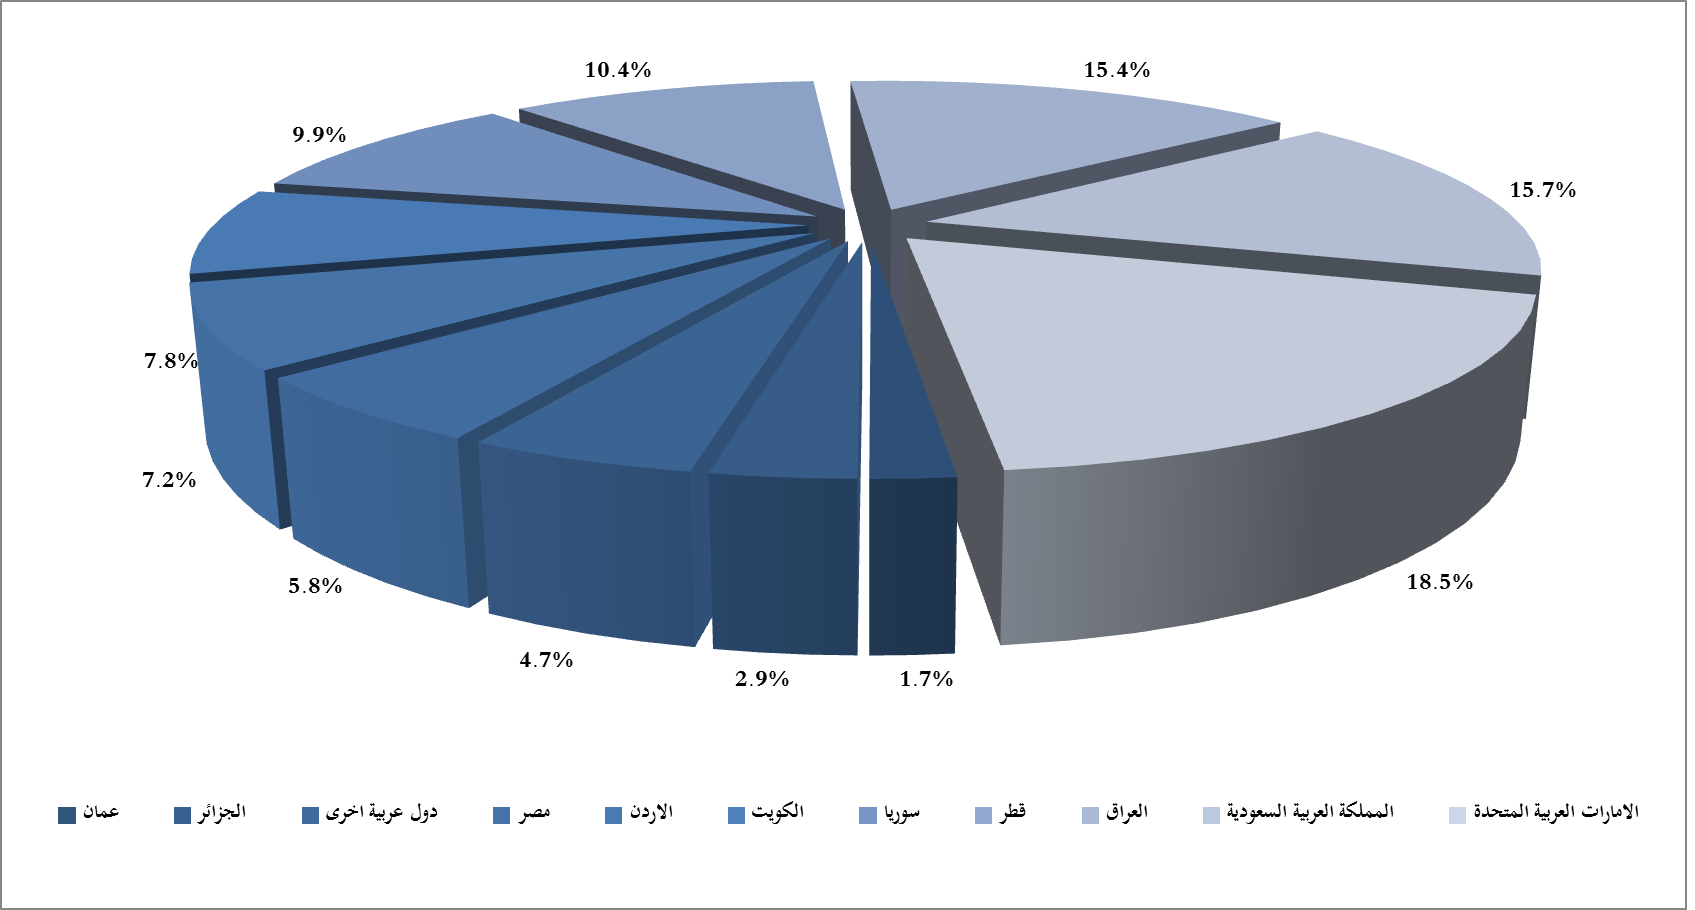 10.4%
15.4%
9.9%
15.7%
7.8%
7.2%
18.5%
5.8%
4.7%
2.9%
1.7%
الامارات العربية المتحدة
المملكة العربية السعودية
العراق
قطر
سوريا
الكويت
الاردن
مصر
دول عربية اخرى
الجزائر
عمان